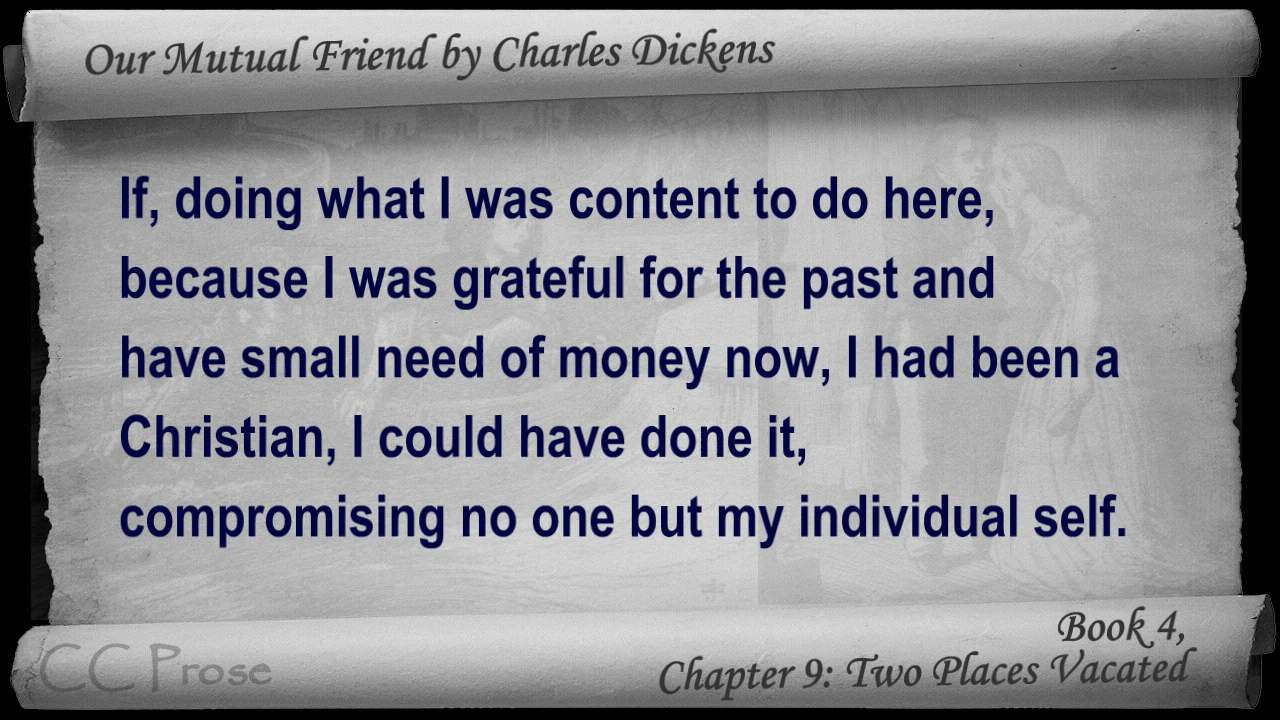 Our Mutual Friend by Charles Dickens
If, doing what I was content to do here,
because I was grateful for the past and
have small need of money now, I had been a
Christian, I could have done it,
compromising no one but my individual self.
Book 4,
CC Prose
Chapter 9: Two Places Vacated